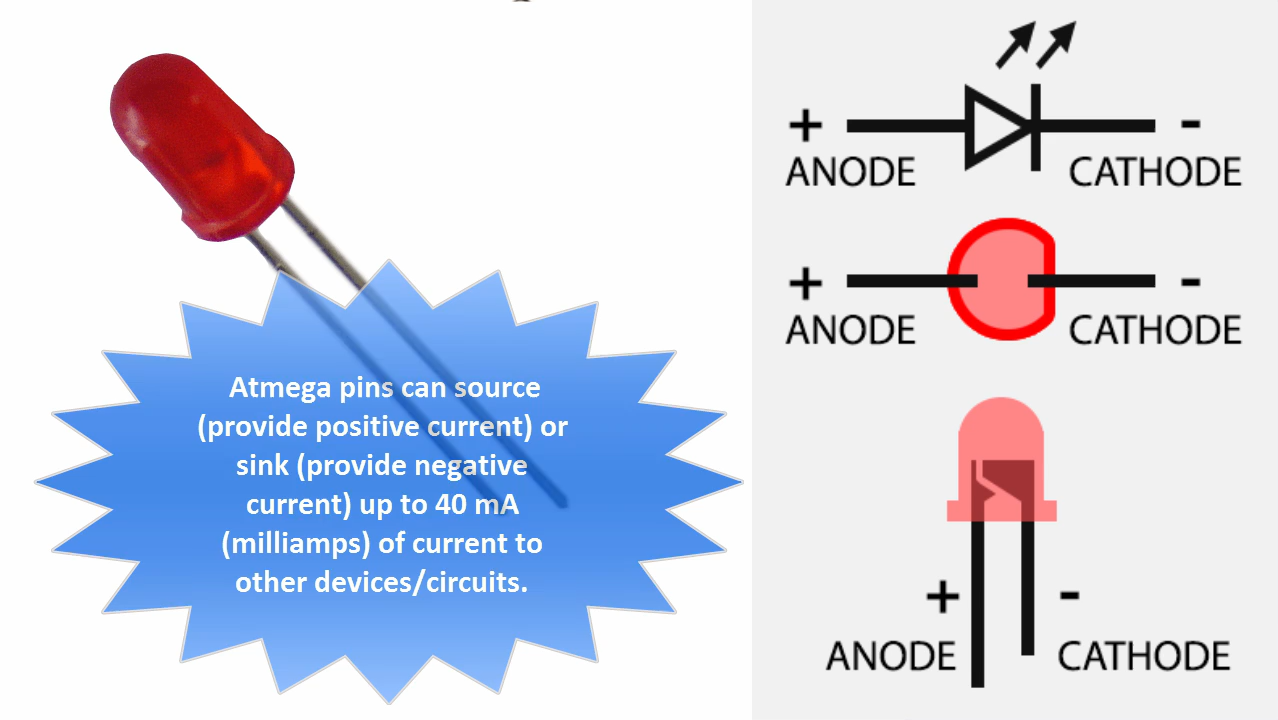 Atmega pins can source
(provide positive current) or
sink (provide negative
current) up to 40 mA
(milliamps) of current to
other devices/circuits.
+ -
ANODE CATHODE
+ -
ANODE CATHODE
+ -
ANODE CATHODE